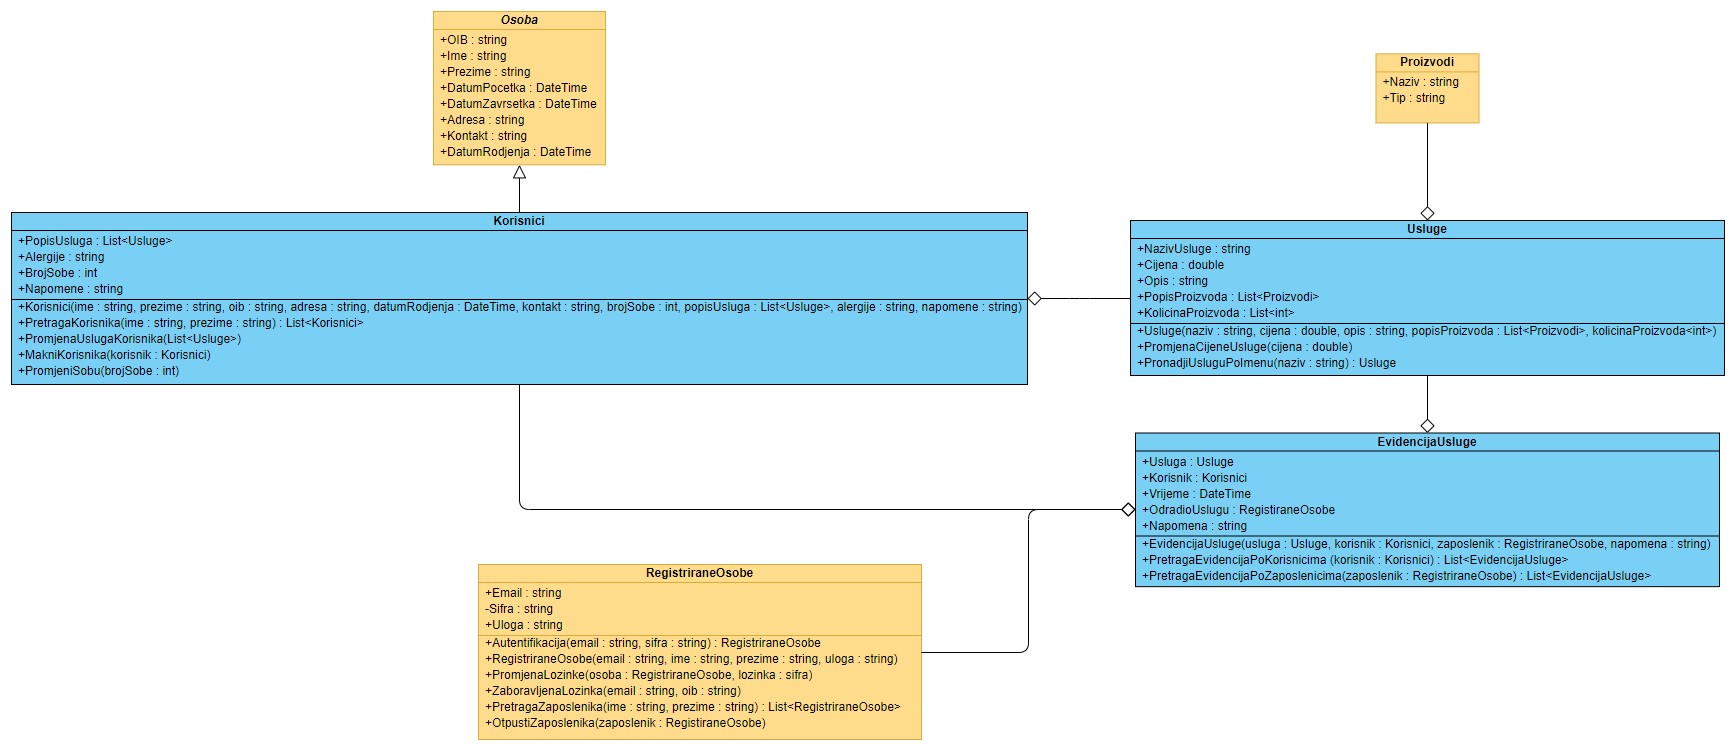 Osoba
+OIB : string
+Ime : string
+Prezime : string
+DatumPocetka : DateTime
+DatumZavrsetka : DateTime
+Adresa : string
+Kontakt : string
+DatumRodjenja : DateTime
Proizvodi
+Naziv : string
+Tip : string
Korisnici
+PopisUsluga : List<Usluge>
+Alergije : string
+BrojSobe : int
+Napomene : string
+Korisnici(ime : string, prezime : string, oib : string, adresa : string, datumRodjenja : DateTime, kontakt : string, brojSobe : int, popisUsluga : List<Usluge>, alergije : string, napomene : string)
+PretragaKorisnika(ime : string, prezime : string) : List<Korisnici>
+PromjenaUslugaKorisnika(List<Usluge>)
+MakniKorisnika(korisnik : Korisnici)
+PromjeniSobu(brojSobe : int)
Usluge
+NazivUsluge : string
+Cijena : double
+Opis : string
+PopisProizvoda : List<Proizvodi>
+KolicinaProizvoda : List<int>
+Usluge(naziv : string, cijena : double, opis : string, popisProizvoda : List<Proizvodi>, kolicinaProizvoda<int>)
+PromjenaCijeneUsluge(cijena : double)
+PronadjiUsluguPoImenu(naziv : string) : Usluge
EvidencijaUsluge
+Usluga : Usluge
+Korisnik : Korisnici
+Vrijeme : DateTime
+OdradioUslugu : RegistiraneOsobe
+Napomena : string
+EvidencijaUsluge(usluga : Usluge, korisnik : Korisnici, zaposlenik : RegistriraneOsobe, napomena : string)
+PretragaEvidencijaPoKorisnicima (korisnik : Korisnici) : List<EvidencijaUsluge>
+PretragaEvidencijaPoZaposlenicima(zaposlenik : RegistriraneOsobe) : List<EvidencijaUsluge>
RegistriraneOsobe
+Email : string
-Sifra : string
+Uloga : string
+Autentifikacija(email : string, sifra : string) : RegistriraneOsobe
+RegistriraneOsobe(email : string, ime : string, prezime : string, uloga : string)
+PromjenaLozinke(osoba : RegistriraneOsobe, lozinka : sifra)
+ZaboravljenaLozinka(email : string, oib : string)
+PretragaZaposlenika(ime : string, prezime : string) : List<RegistriraneOsobe>
+OtpustiZaposlenika(zaposlenik : RegistiraneOsobe)